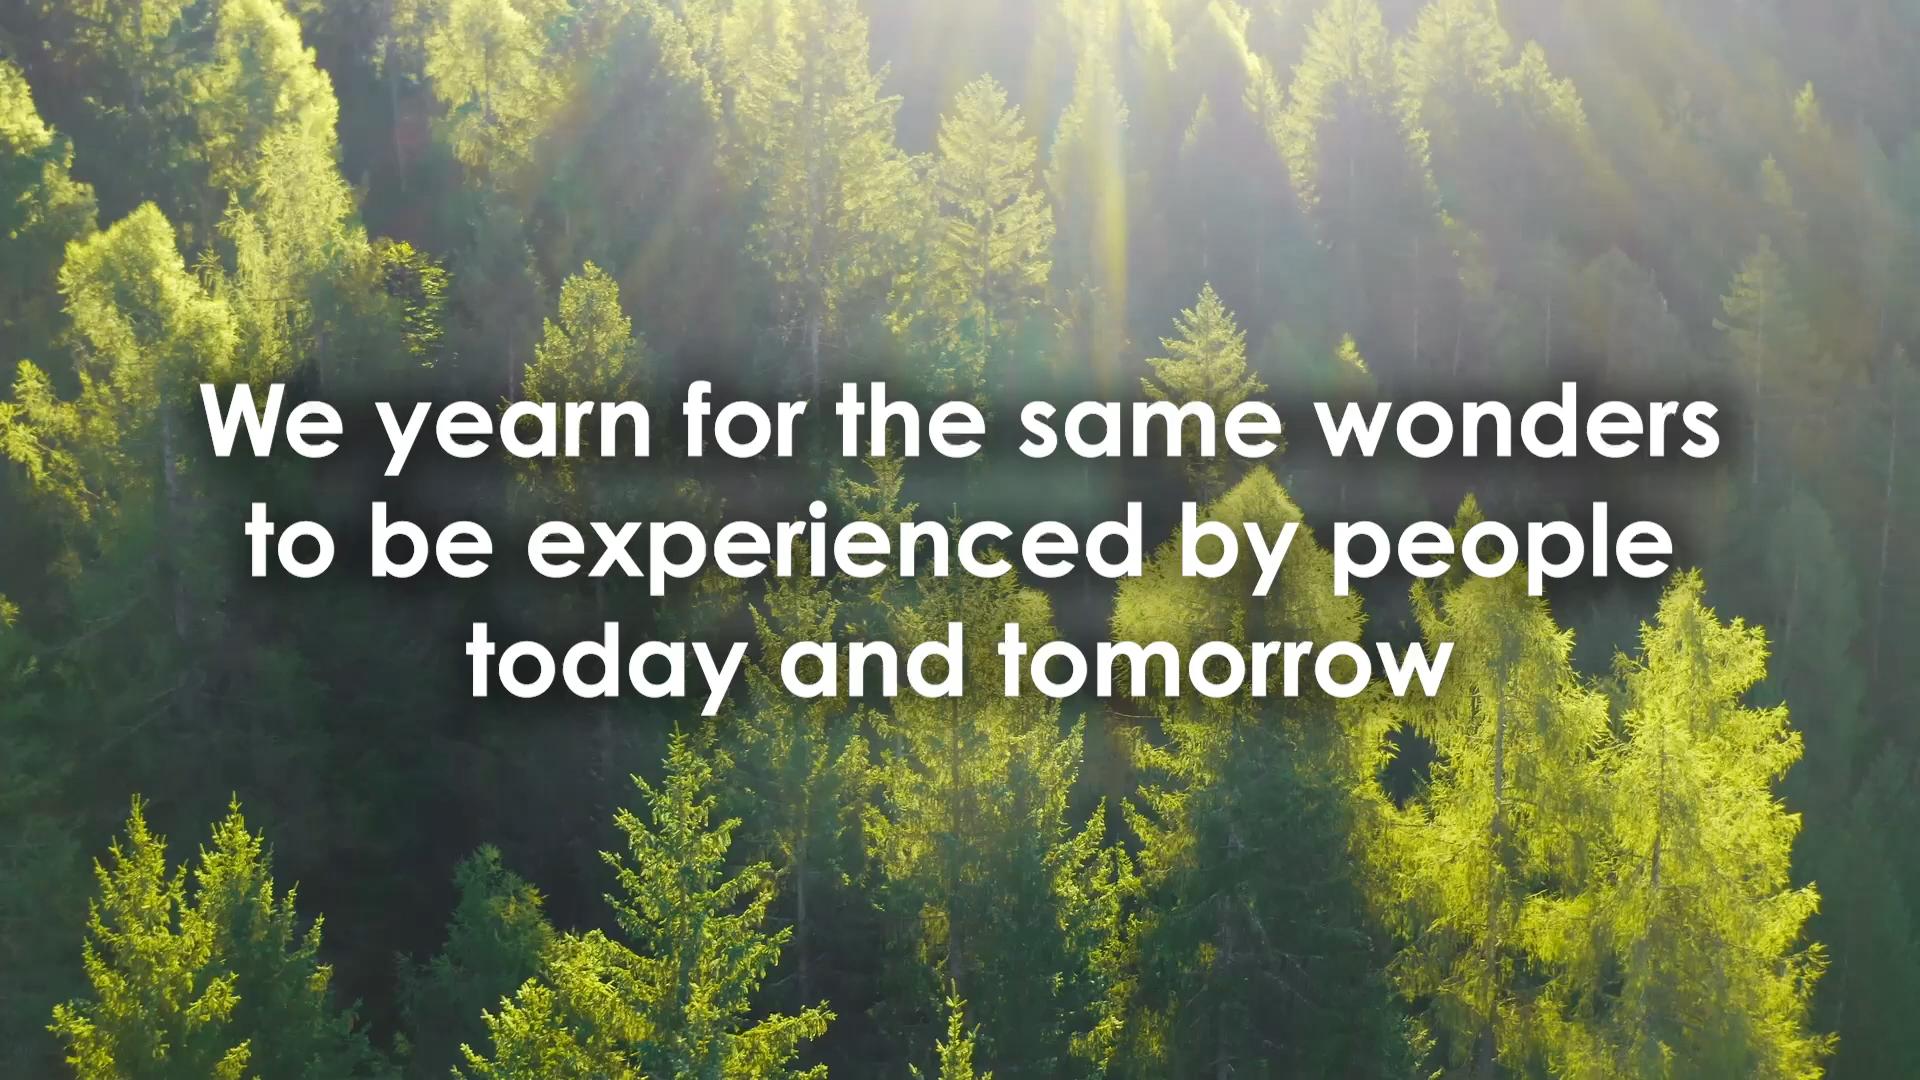 We yearn for the same wonders
to be experienced by people
today and tomorrow